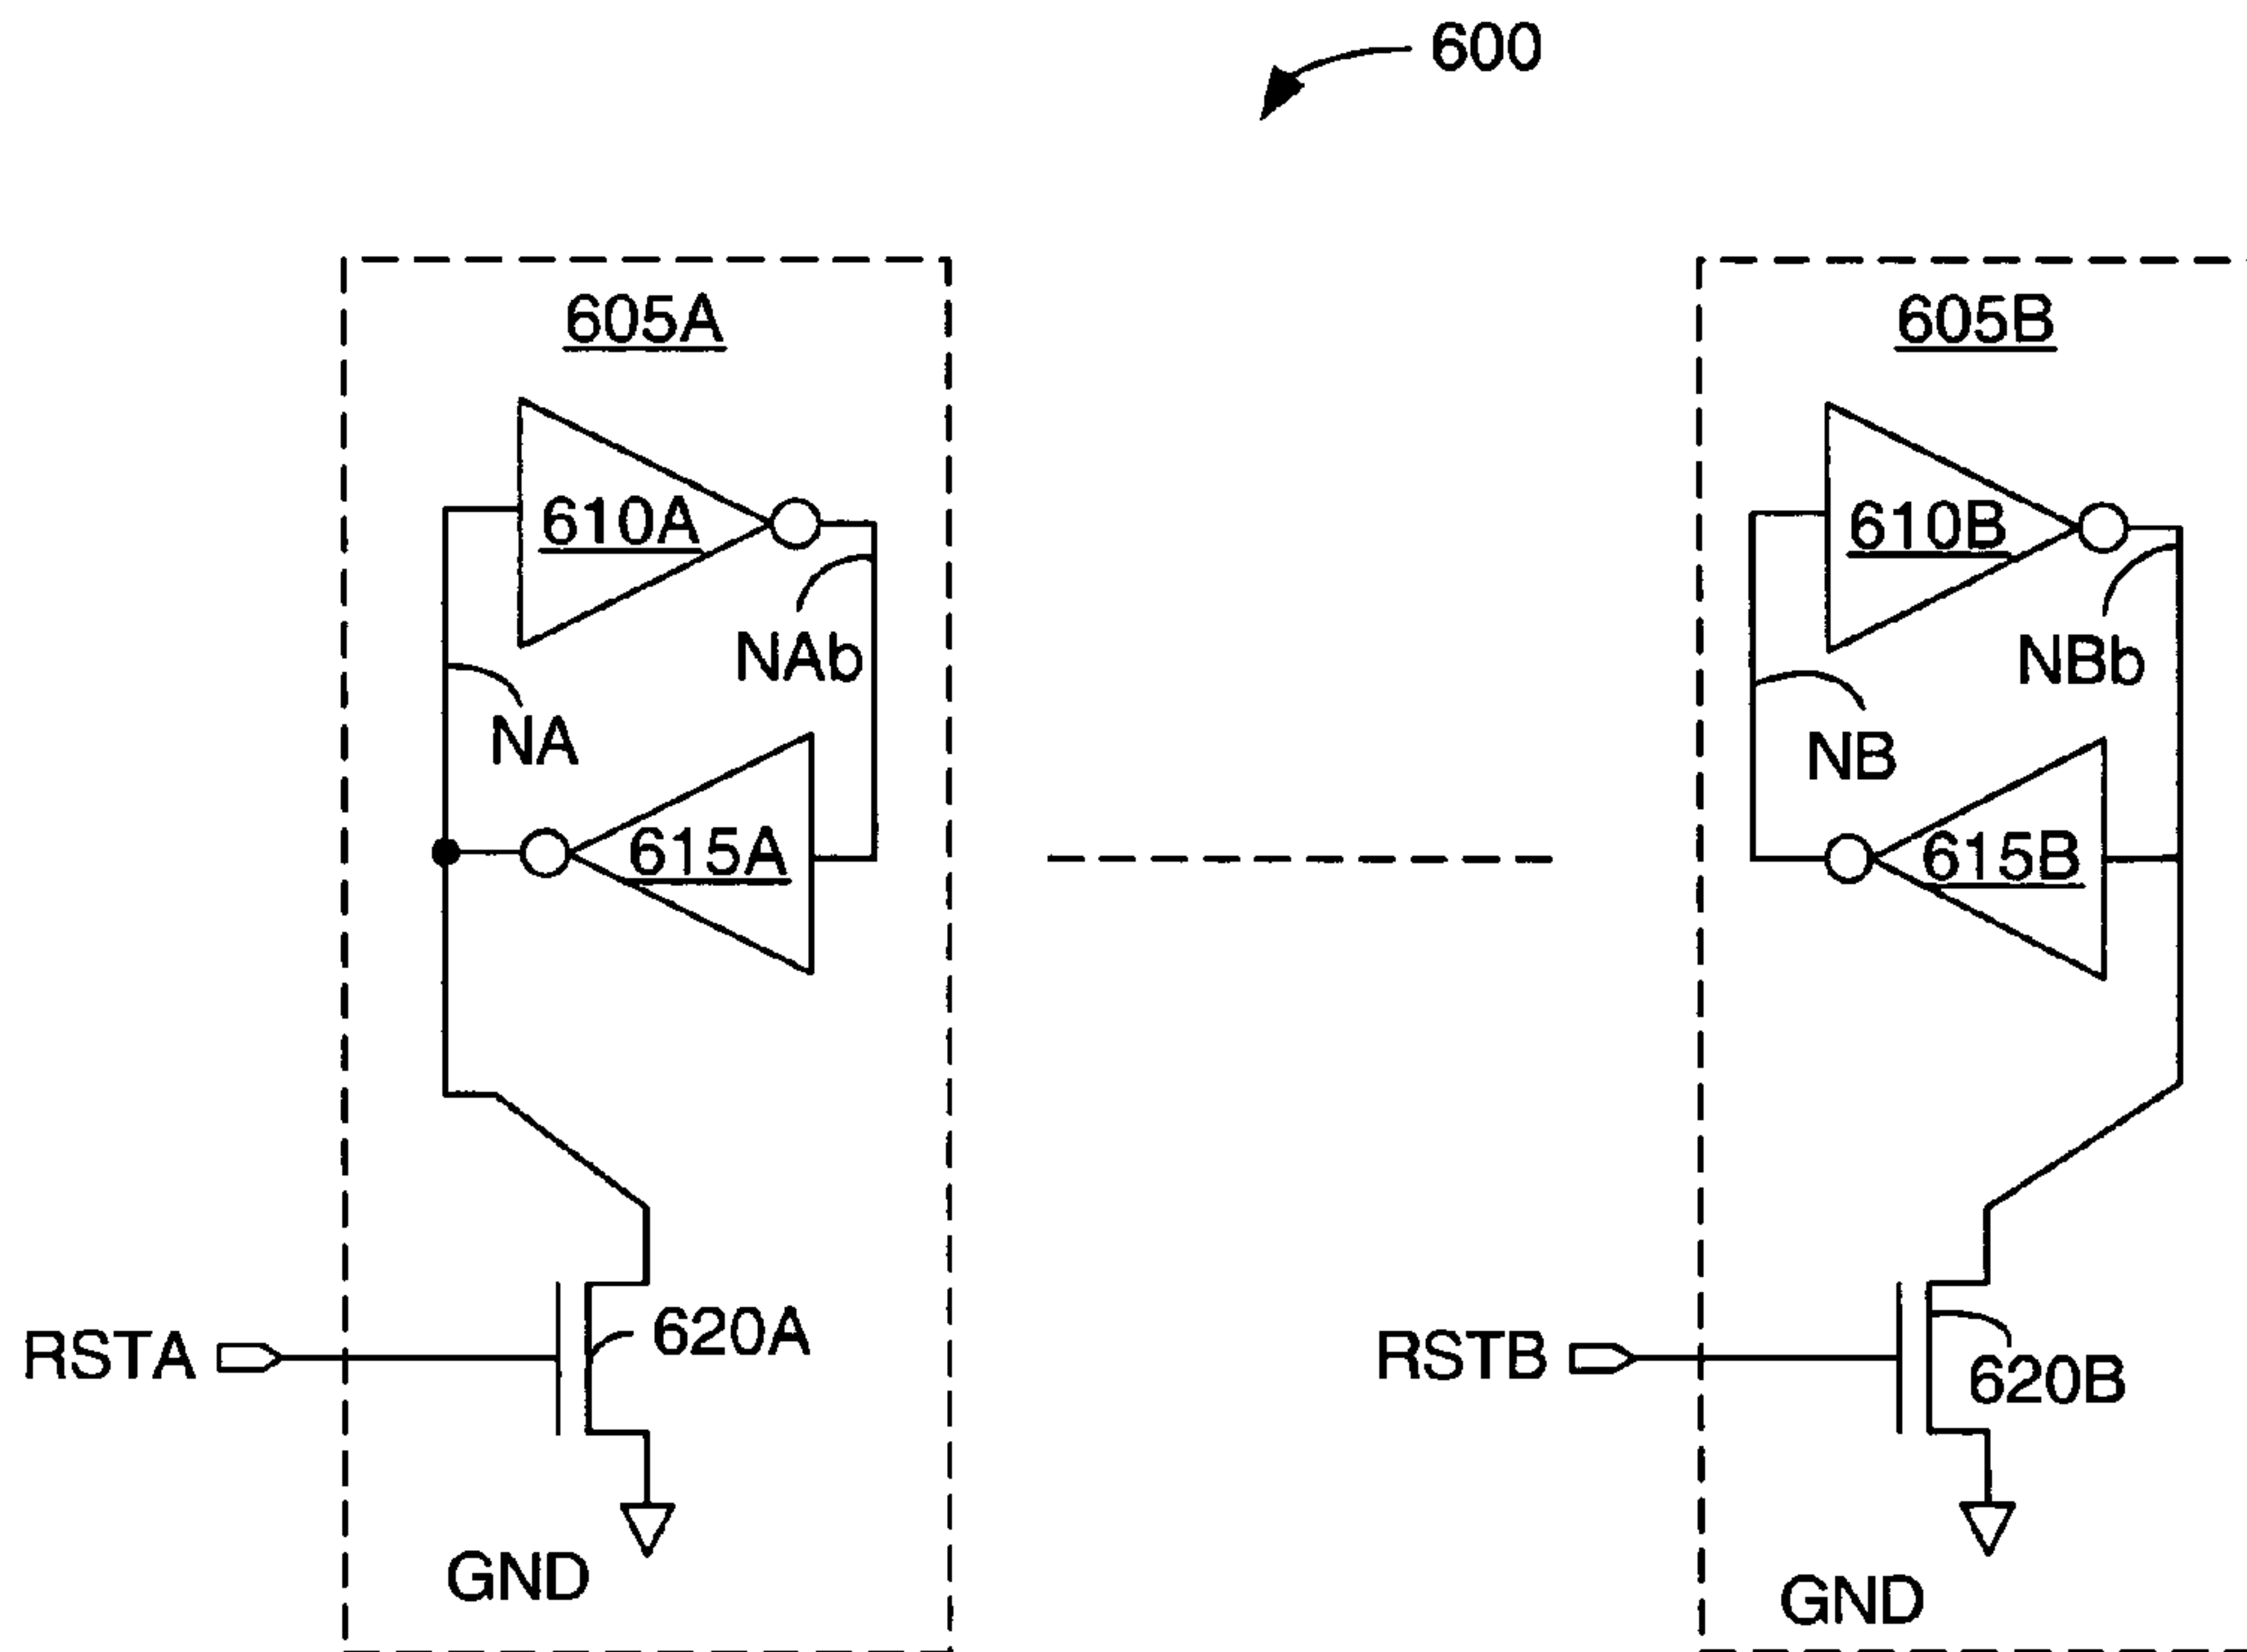 600
605A
605B
610A
610B
NAb
NBb
NA
NB
615A
615B
RSTA
620A
RSTB
620B
GND
GND